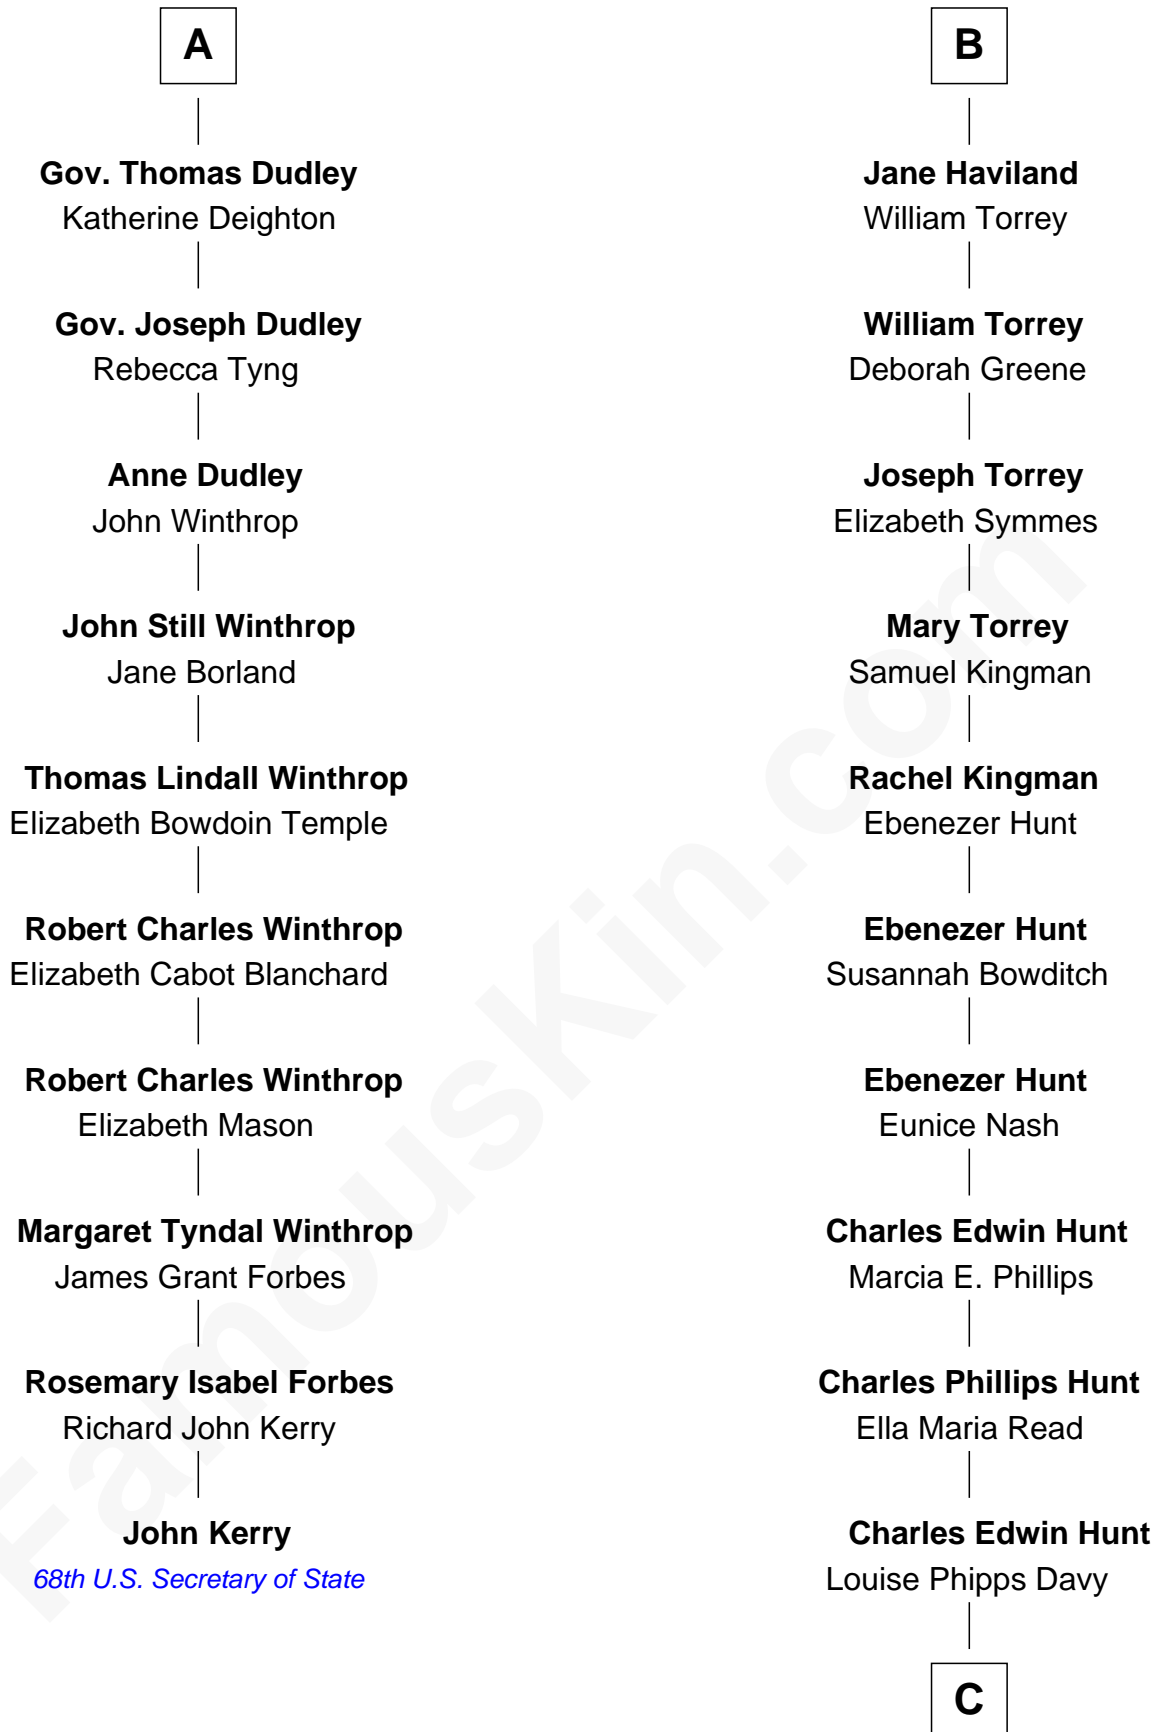 A
Gov. Thomas Dudley
Katherine Deighton
Gov. Joseph Dudley
Rebecca Tyng
Anne Dudley
John Winthrop
John Still Winthrop
Jane Borland
Thomas Lindall Winthrop
Elizabeth Bowdoin Temple
Robert Charles Winthrop
Elizabeth Cabot Blanchard
Robert Charles Winthrop
Elizabeth Mason
Margaret Tyndal Winthrop
James Grant Forbes
Rosemary Isabel Forbes
Richard John Kerry
John Kerry
68th U.S. Secretary of State
B
Jane Haviland
William Torrey
William Torrey
Deborah Greene
Joseph Torrey
Elizabeth Symmes
Mary Torrey
Samuel Kingman
Rachel Kingman
Ebenezer Hunt
Ebenezer Hunt
Susannah Bowditch
Ebenezer Hunt
Eunice Nash
Charles Edwin Hunt
Marcia E. Phillips
Charles Phillips Hunt
Ella Maria Read
Charles Edwin Hunt
Louise Phipps Davy
C
FamousKin.com